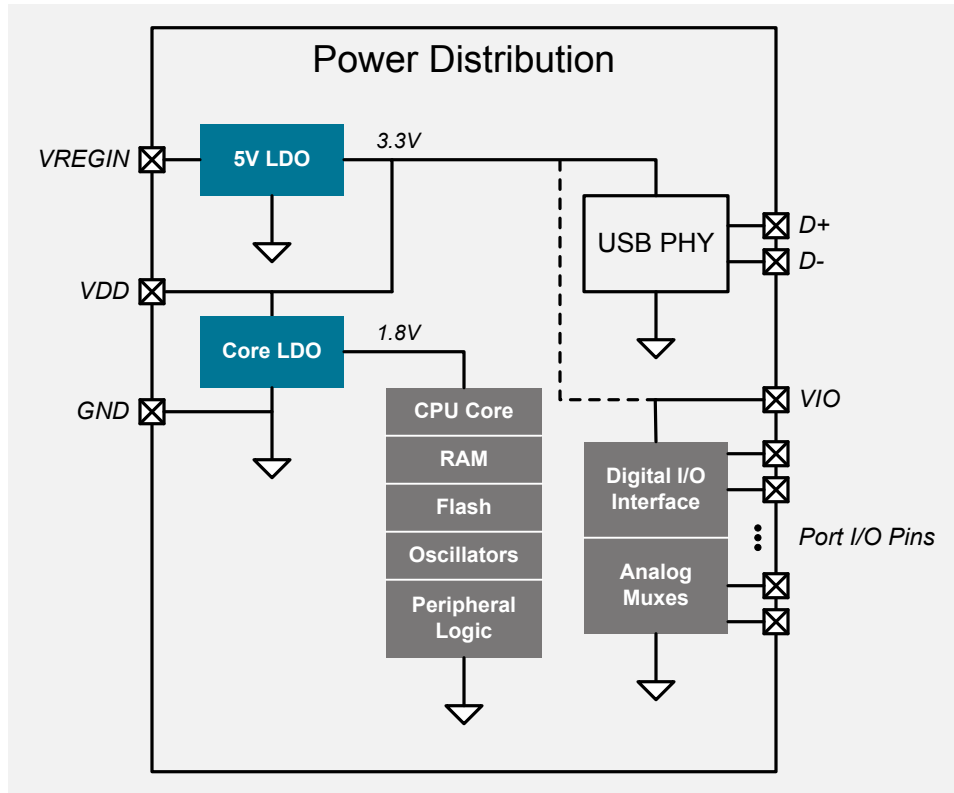 Power Distribution
VREGIN
5V LDO
3.3V
USB PHY
D+
D-
VDD
Core LDO
1.8V
GND
CPU Core
RAM
Flash
Oscillators
Peripheral
Logic
VIO
Digital I/O
Interface
Port I/O Pins
Analog
Muxes